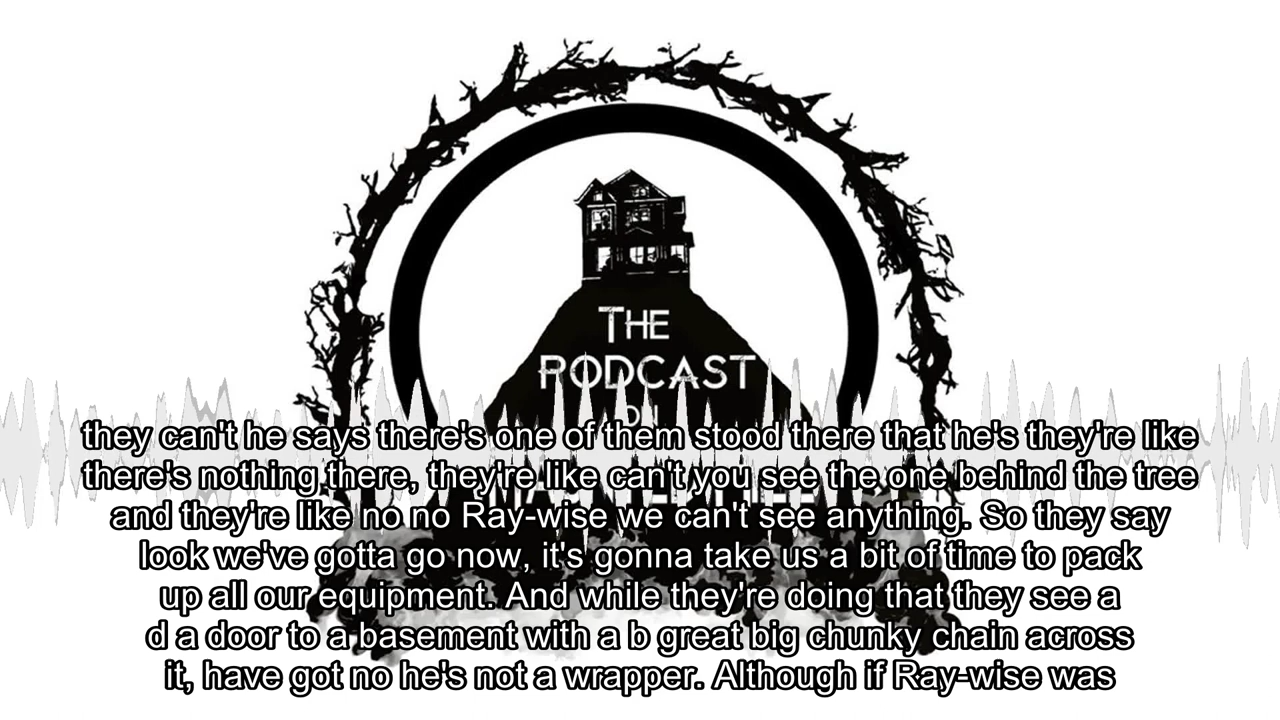 THE
PODCAST
they can't he says there's one of them stood there that he's they're like
there's nothing there, they're like can't you see the one behind the tree
and they're like no no Ray-wise we can't see anything. So they say
look we've gotta go now, it's gonna take us a bit of time to pack
up all our equipment. And while they're doing that they see a
d a door to a basement with a b great big chunky chain across
it, have got no he's not a wrapper. Although if Ray-wise was